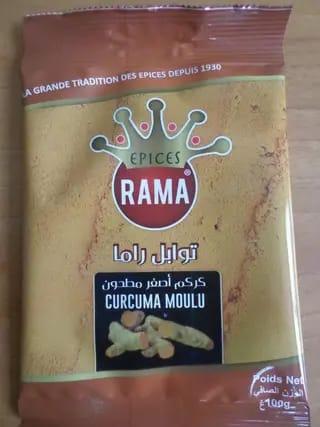 LA GRANDE TRADITION DES EPICES DEPUIS 1930
EPICES
RAMA®
توابل راما
كركم أصفر مطحون
CURCUMA MOULU
Poids Net
الوزن الصافي
100g غ